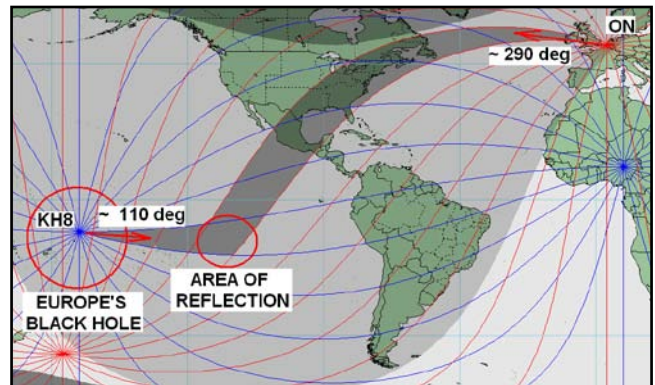 ON
~ 290 deg
KH8
~ 110 deg
AREA OF
REFLECTION
EUROPE'S
BLACK HOLE